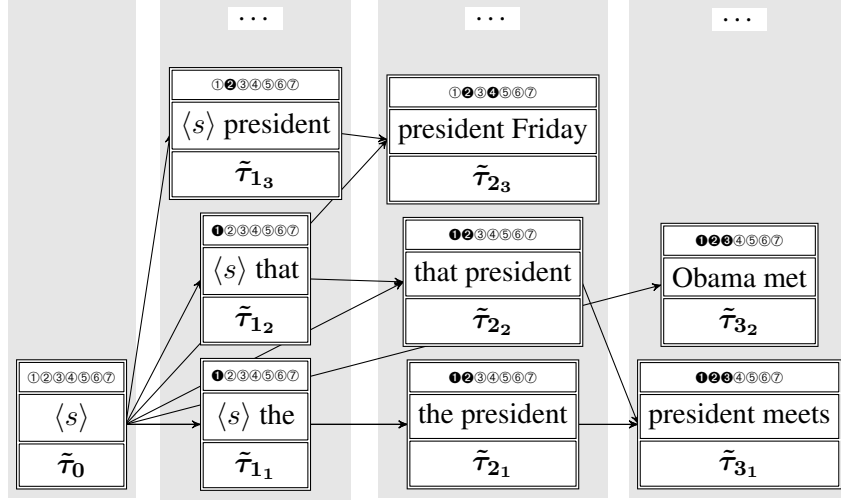 ...
...
...
①❷③④⑤⑥⑦
⟨s⟩ president
τ̃1₃
①❷③❹⑤⑥⑦
president Friday
τ̃2₃
❶②③④⑤⑥⑦
⟨s⟩ that
τ̃1₂
❶❷③④⑤⑥⑦
that president
τ̃2₂
❶❷❸④⑤⑥⑦
Obama met
τ̃3₂
①②③④⑤⑥⑦
⟨s⟩
τ̃0
❶②③④⑤⑥⑦
⟨s⟩ the
τ̃1₁
❶❷③④⑤⑥⑦
the president
τ̃2₁
❶❷❸④⑤⑥⑦
president meets
τ̃3₁